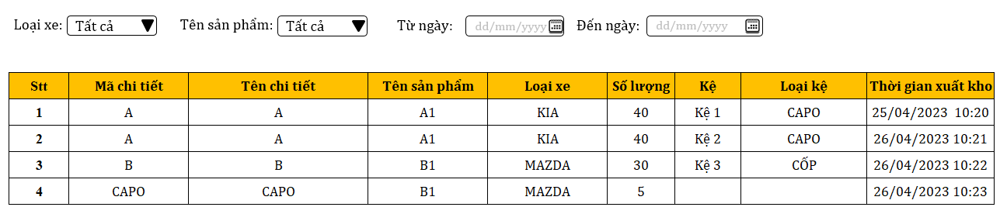 Loại xe: Tất cả Tên sản phẩm: Tất cả Từ ngày: dd/mm/yyyy Đến ngày: dd/mm/yyyy
Stt Mã chi tiết Tên chi tiết Tên sản phẩm Loại xe Số lượng Kệ Loại kệ Thời gian xuất kho
1 A A A1 KIA 40 Kệ 1 CAPO 25/04/2023 10:20
2 A A A1 KIA 40 Kệ 2 CAPO 26/04/2023 10:21
3 B B B1 MAZDA 30 Kệ 3 CỐP 26/04/2023 10:22
4 CAPO CAPO B1 MAZDA 5 26/04/2023 10:23